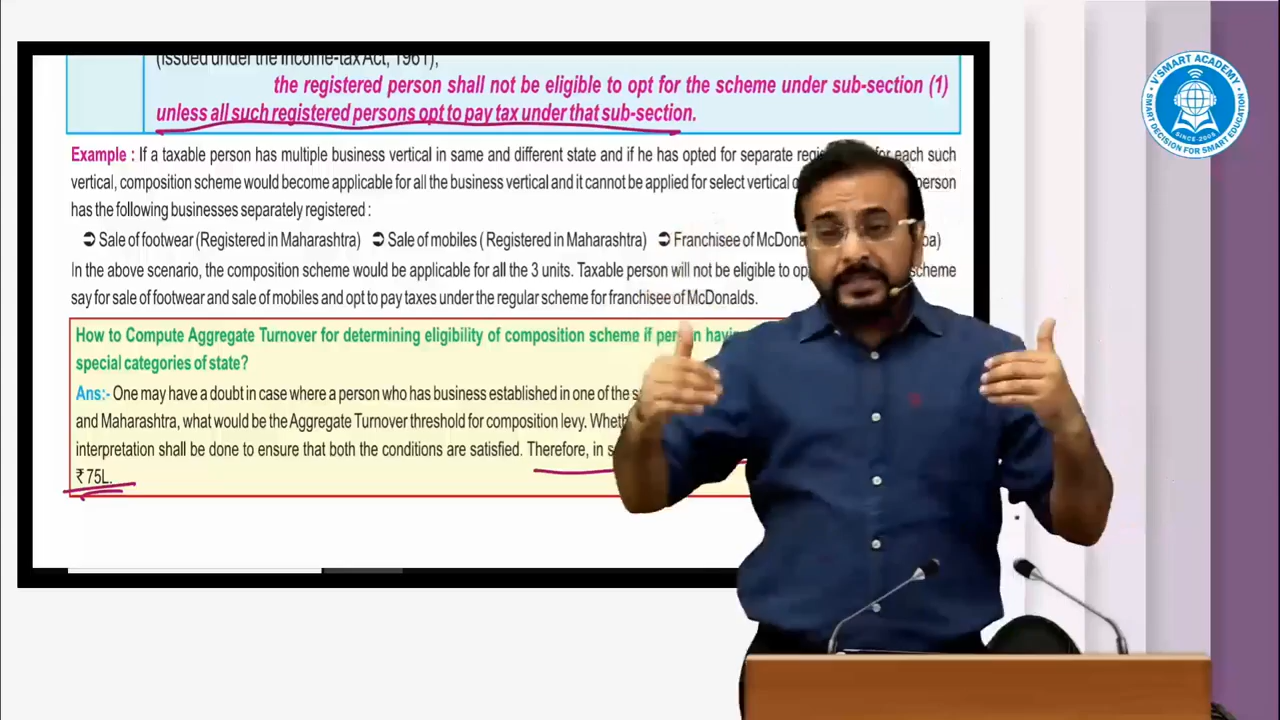 (issued under the Income-tax Act, 1961),
the registered person shall not be eligible to opt for the scheme under sub-section (1)
unless all such registered persons opt to pay tax under that sub-section.
Example : If a taxable person has multiple business vertical in same and different state and if he has opted for separate for each such
vertical, composition scheme would become applicable for all the business vertical and it cannot be applied for select vertical person
has the following businesses separately registered :
➲ Sale of footwear (Registered in Maharashtra) ➲ Sale of mobiles ( Registered in Maharashtra) ➲ Franchisee of
In the above scenario, the composition scheme would be applicable for all the 3 units. Taxable person will not be eligible to scheme
say for sale of footwear and sale of mobiles and opt to pay taxes under the regular scheme for franchisee of McDonalds.
How to Compute Aggregate Turnover for determining eligibility of composition scheme if
special categories of state?
Ans:- One may have a doubt in case where a person who has business established in one of the
and Maharashtra, what would be the Aggregate Turnover threshold for composition levy.
interpretation shall be done to ensure that both the conditions are satisfied. Therefore, in
₹ 75L.
V'SMART ACADEMY
SMART DECISION FOR SMART EDUCATION
SINCE-2006